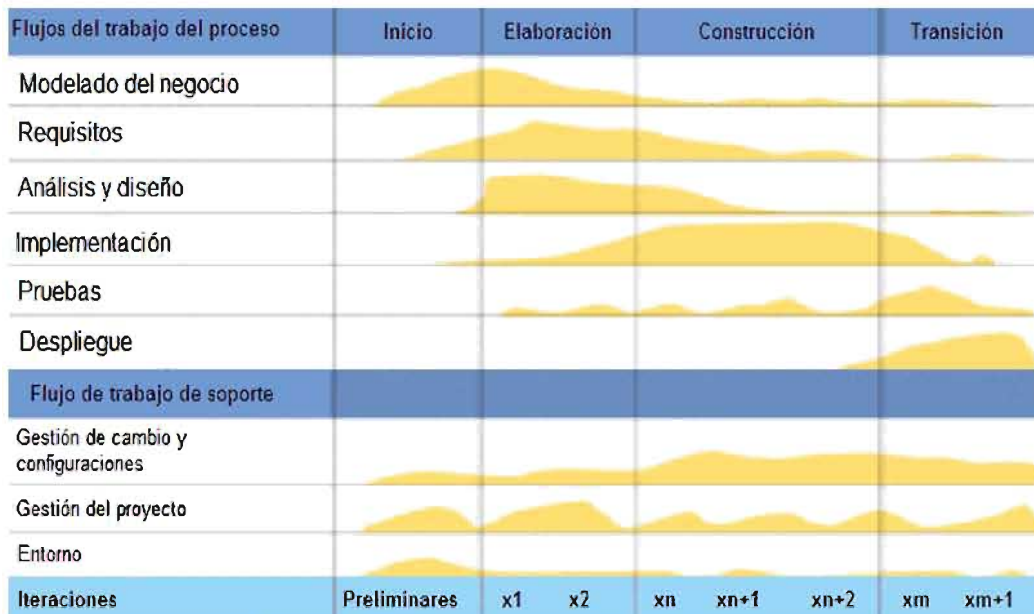 Flujos del trabajo del proceso Inicio Elaboración Construcción Transición
Modelado del negocio
Requisitos
Análisis y diseño
Implementación
Pruebas
Despliegue
Flujo de trabajo de soporte
Gestión de cambio y
configuraciones
Gestión del proyecto
Entorno
Iteraciones Preliminares x1 x2 xn xn+1 xn+2 xm xm+1